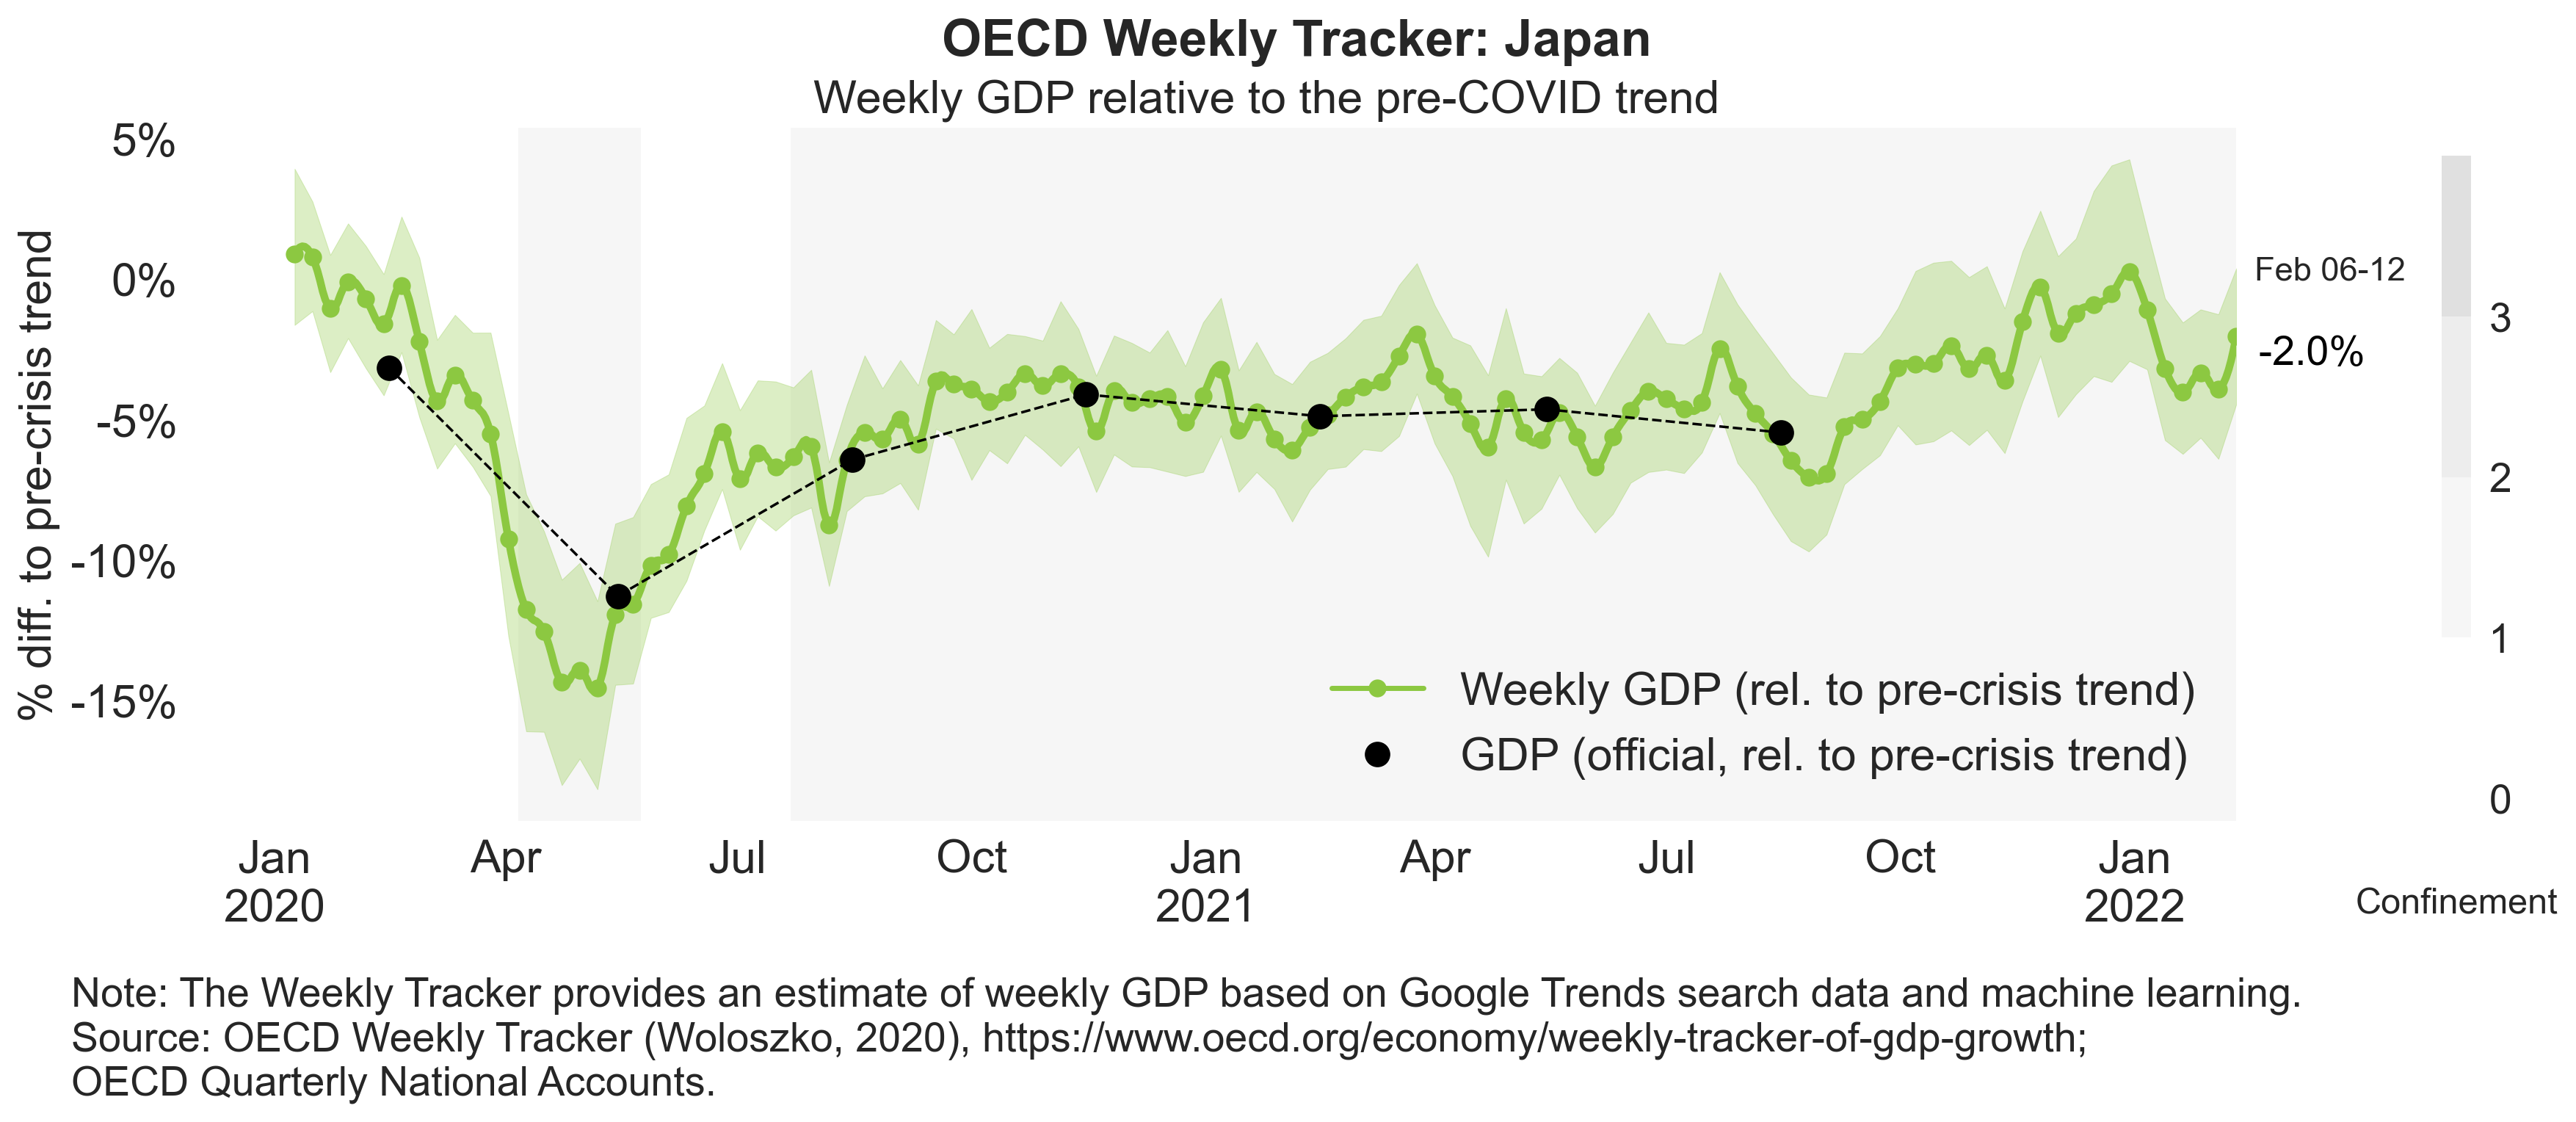 OECD Weekly Tracker: Japan
Weekly GDP relative to the pre-COVID trend
% diff. to pre-crisis trend
5%
0%
-5%
-10%
-15%
Feb 06-12
-2.0%
3
2
1
0
Confinement
Weekly GDP (rel. to pre-crisis trend)
GDP (official, rel. to pre-crisis trend)
Jan Apr Jul Oct Jan Apr Jul Oct Jan
2020 2021 2022
Note: The Weekly Tracker provides an estimate of weekly GDP based on Google Trends search data and machine learning.
Source: OECD Weekly Tracker (Woloszko, 2020), https://www.oecd.org/economy/weekly-tracker-of-gdp-growth;
OECD Quarterly National Accounts.